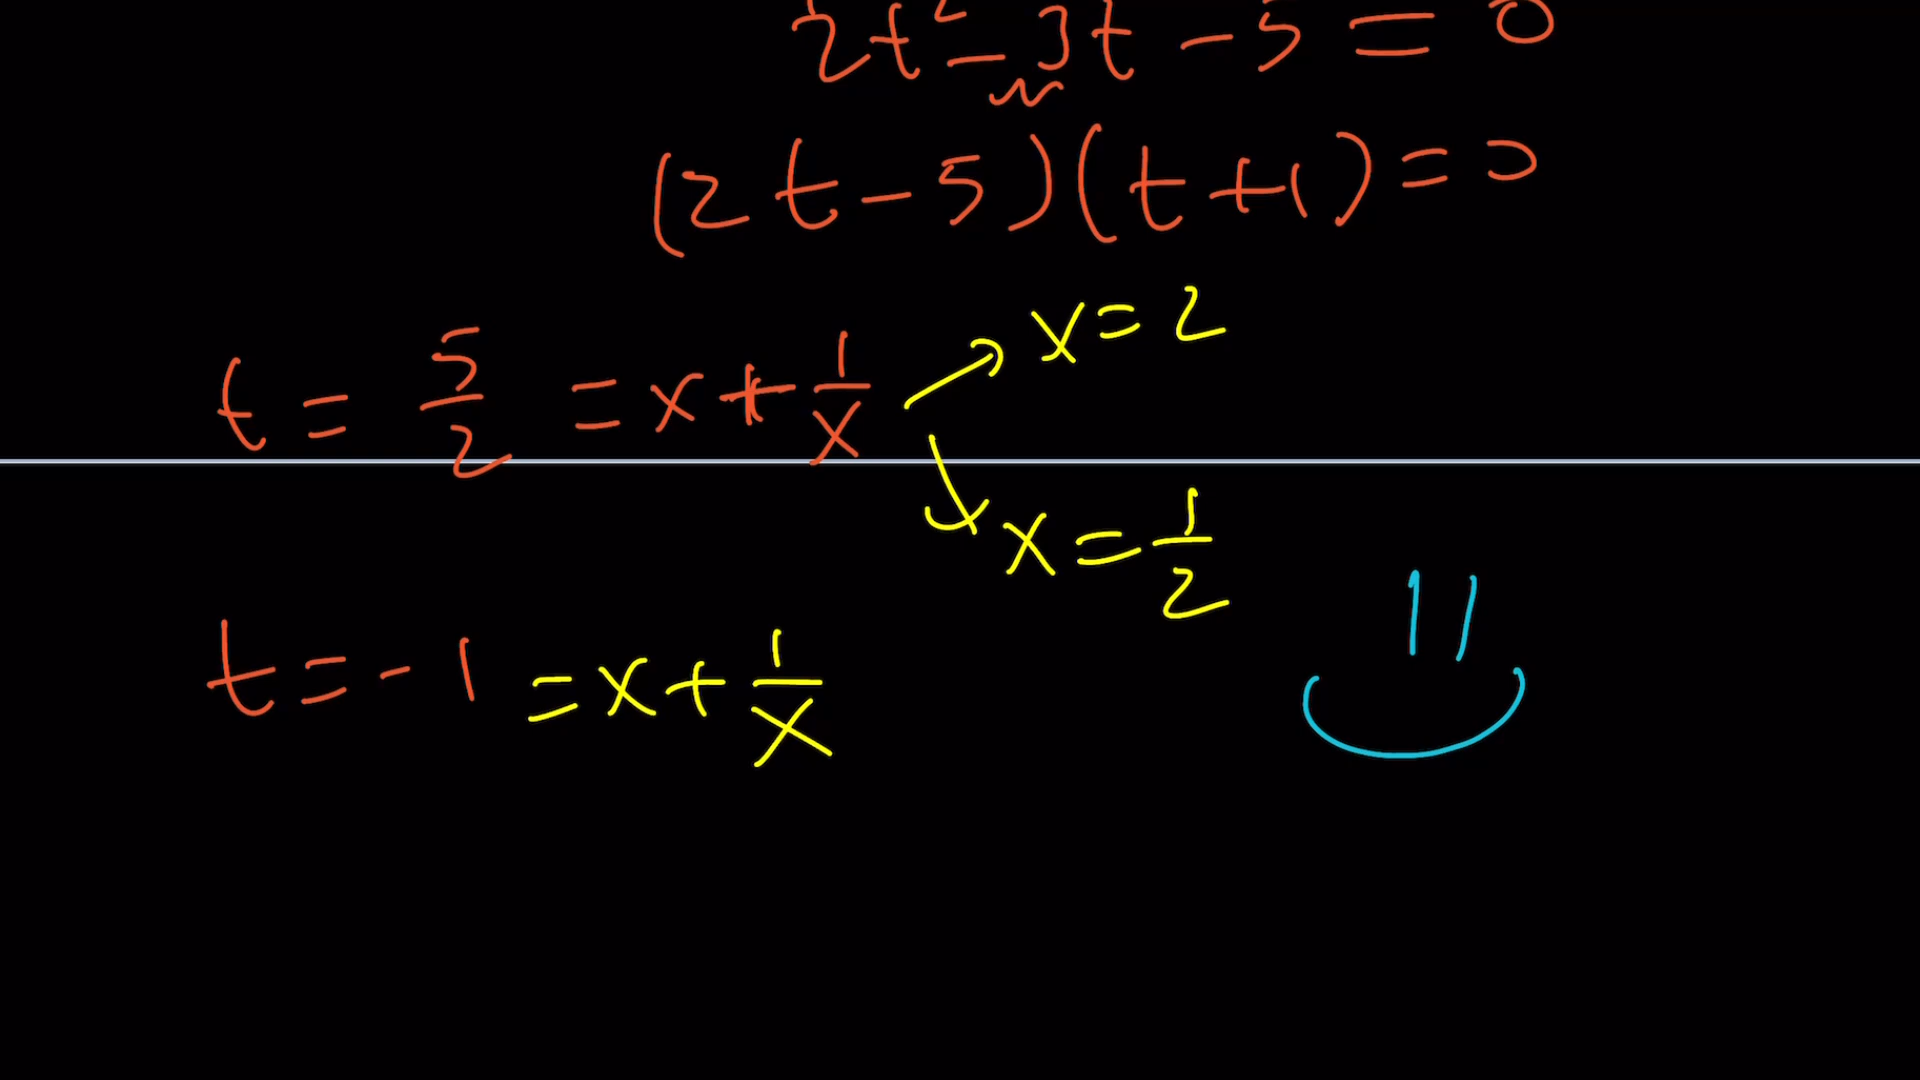 2t² - 3t - 5 = 0
(2t - 5)(t + 1) = 0
t = 5/2 = x + 1/x
x = 2
x = 1/2
t = -1 = x + 1/x